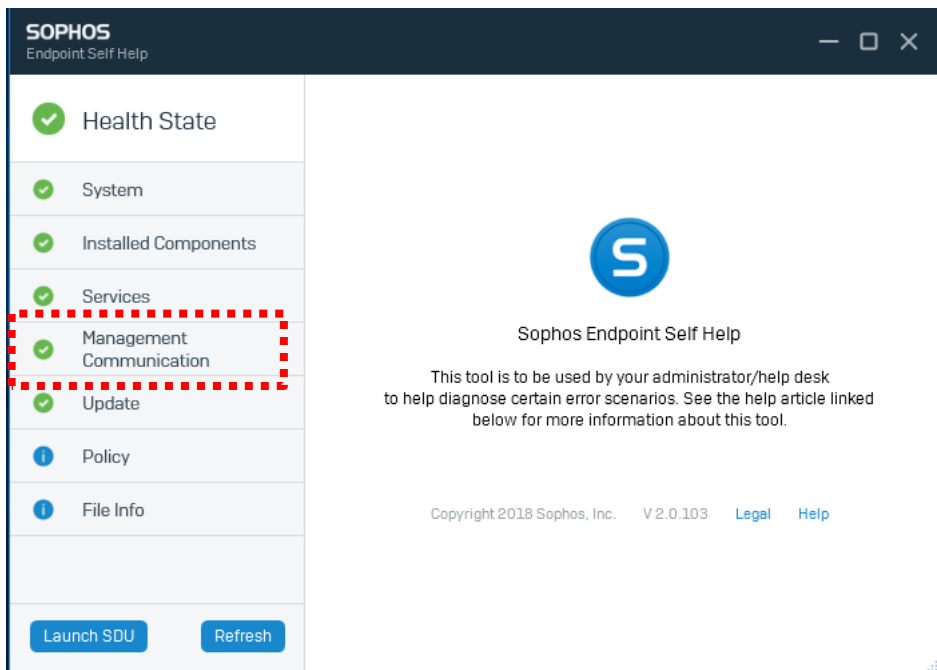 SOPHOS
Endpoint Self Help
Health State
System
Installed Components
Services
Management
Communication
Update
Policy
File Info
Launch SDU
Refresh
S
Sophos Endpoint Self Help
This tool is to be used by your administrator/help desk
to help diagnose certain error scenarios. See the help article linked
below for more information about this tool.
Copyright 2018 Sophos, Inc. V 2.0.103 Legal Help